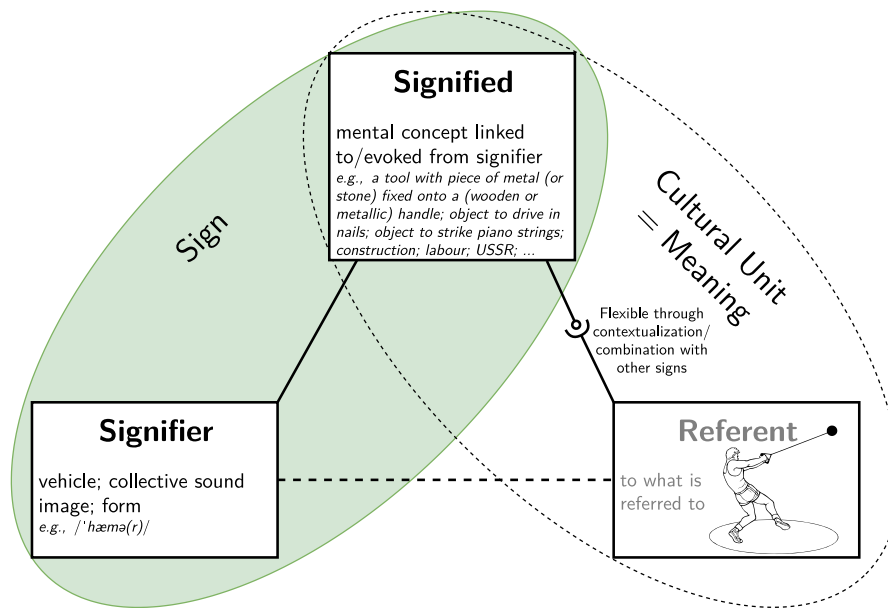 Signified
mental concept linked
to/evoked from signifier
e.g., a tool with piece of metal (or
stone) fixed onto a (wooden or
metallic) handle; object to drive in
nails; object to strike piano strings;
construction; labour; USSR; ...
Sign
Cultural Unit
= Meaning
Flexible through
contextualization/
combination with
other signs
Signifier
vehicle; collective sound
image; form
e.g., /ˈhæmə(r)/
Referent
to what is
referred to